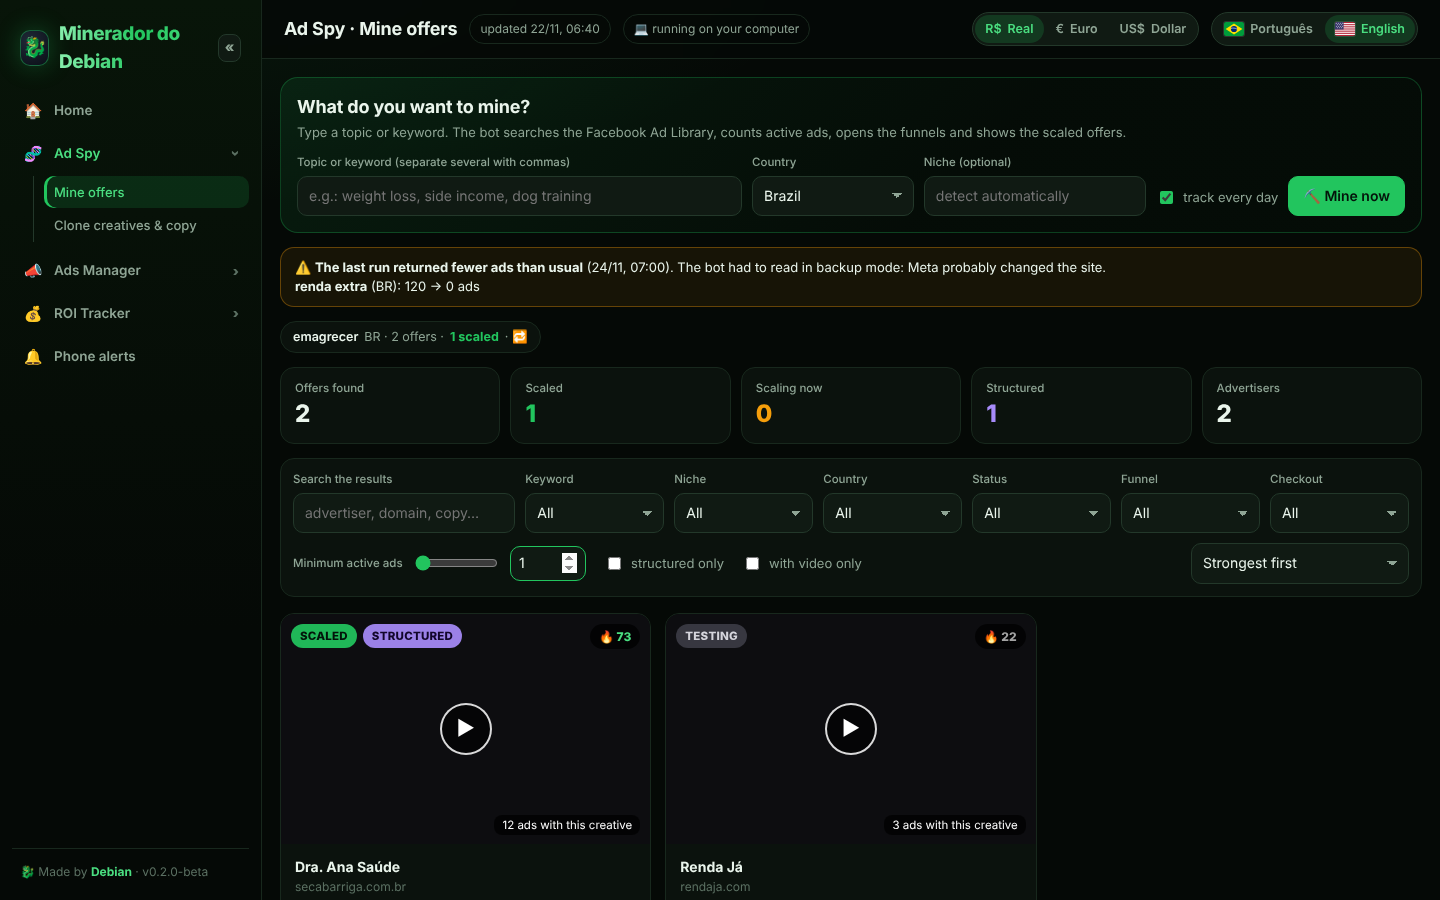 Minerador do
Debian
«
Home
Ad Spy
Mine offers
Clone creatives & copy
Ads Manager
ROI Tracker
Phone alerts
Made by Debian · v0.2.0-beta
Ad Spy · Mine offers
updated 22/11, 06:40
running on your computer
R$ Real
€ Euro
US$ Dollar
Português
English
What do you want to mine?
Type a topic or keyword. The bot searches the Facebook Ad Library, counts active ads, opens the funnels and shows the scaled offers.
Topic or keyword (separate several with commas)
Country
Niche (optional)
e.g.: weight loss, side income, dog training
Brazil
detect automatically
track every day
Mine now
The last run returned fewer ads than usual (24/11, 07:00). The bot had to read in backup mode: Meta probably changed the site.
renda extra (BR): 120 → 0 ads
emagrecer BR · 2 offers · 1 scaled ·
Offers found
2
Scaled
1
Scaling now
0
Structured
1
Advertisers
2
Search the results
Keyword
Niche
Country
Status
Funnel
Checkout
advertiser, domain, copy...
All
All
All
All
All
All
Minimum active ads
1
structured only
with video only
Strongest first
SCALED
STRUCTURED
73
12 ads with this creative
Dra. Ana Saúde
secabarriga.com.br
TESTING
22
3 ads with this creative
Renda Já
rendaja.com